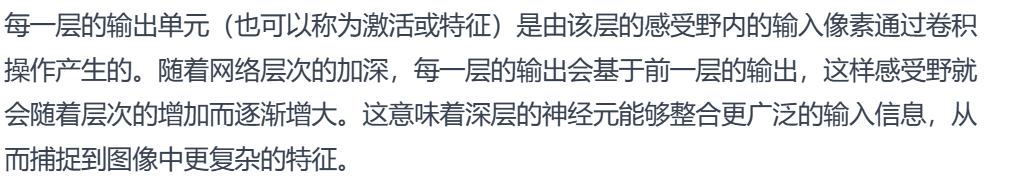 每一层的输出单元（也可以称为激活或特征）是由该层的感受野内的输入像素通过卷积
操作产生的。随着网络层次的加深，每一层的输出会基于前一层的输出，这样感受野就
会随着层次的增加而逐渐增大。这意味着深层的神经元能够整合更广泛的输入信息，从
而捕捉到图像中更复杂的特征。